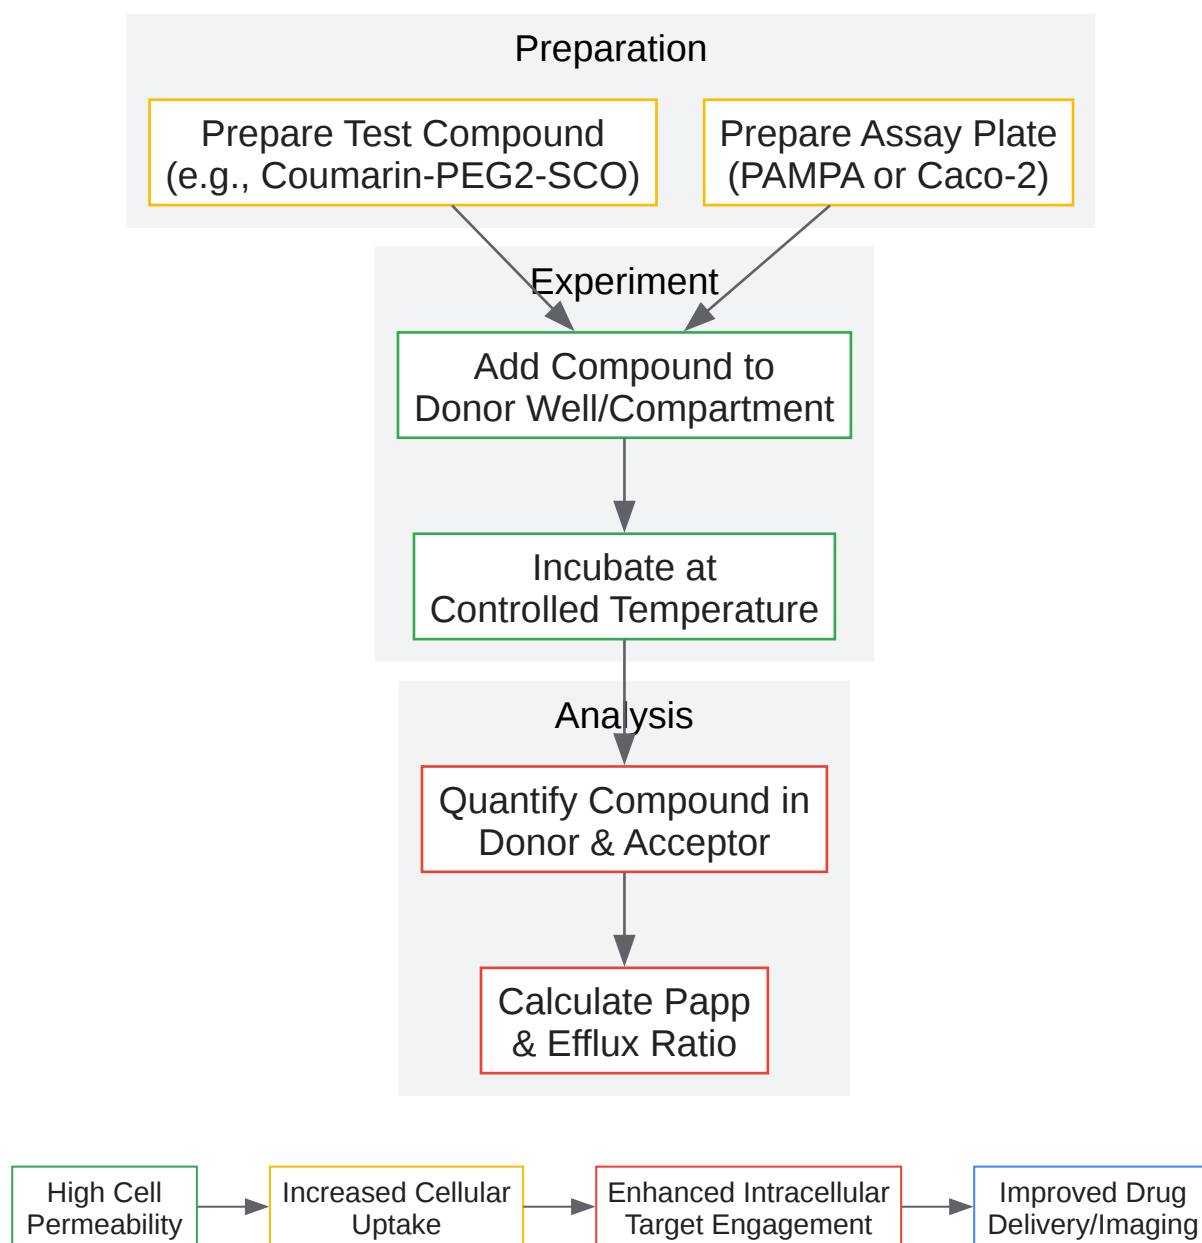 Preparation
Prepare Test Compound
(e.g., Coumarin-PEG2-SCO)
Prepare Assay Plate
(PAMPA or Caco-2)
Experiment
Add Compound to
Donor Well/Compartment
Incubate at
Controlled Temperature
Analysis
Quantify Compound in
Donor & Acceptor
Calculate Papp
& Efflux Ratio
High Cell
Permeability
Increased Cellular
Uptake
Enhanced Intracellular
Target Engagement
Improved Drug
Delivery/Imaging